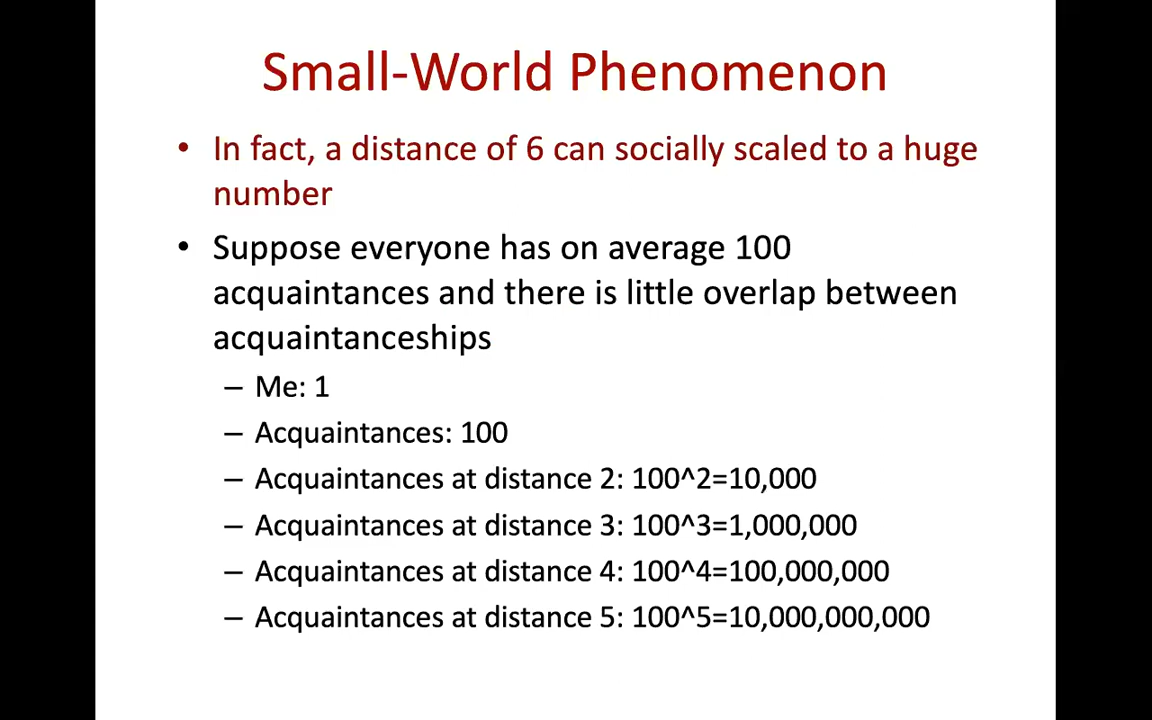 Small-World Phenomenon
• In fact, a distance of 6 can socially scaled to a huge
number
• Suppose everyone has on average 100
acquaintances and there is little overlap between
acquaintanceships
– Me: 1
– Acquaintances: 100
– Acquaintances at distance 2: 100^2=10,000
– Acquaintances at distance 3: 100^3=1,000,000
– Acquaintances at distance 4: 100^4=100,000,000
– Acquaintances at distance 5: 100^5=10,000,000,000